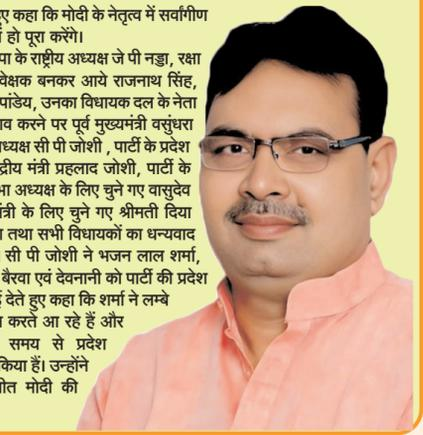 ए कहा कि मोदी के नेतृत्व में सर्वांगीण
हो पूरा करेंगे।
पा के राष्ट्रीय अध्यक्ष जे पी नड्डा, रक्षा
वेक्षक बनकर आये राजनाथ सिंह,
पांडेय, उनका विधायक दल के नेता
ाव करने पर पूर्व मुख्यमंत्री वसुंधरा
ध्यक्ष सी पी जोशी , पार्टी के प्रदेश
द्रीय मंत्री प्रहलाद जोशी, पार्टी के
भा अध्यक्ष के लिए चुने गए वासुदेव
मंत्री के लिए चुने गए श्रीमती दिया
तथा सभी विधायकों का धन्यवाद
सी पी जोशी ने भजन लाल शर्मा,
बैरवा एवं देवनानी को पार्टी की प्रदेश
देते हुए कहा कि शर्मा ने लम्बे
करते आ रहे हैं और
समय से प्रदेश
किया हैं। उन्होंने
ीत मोदी की